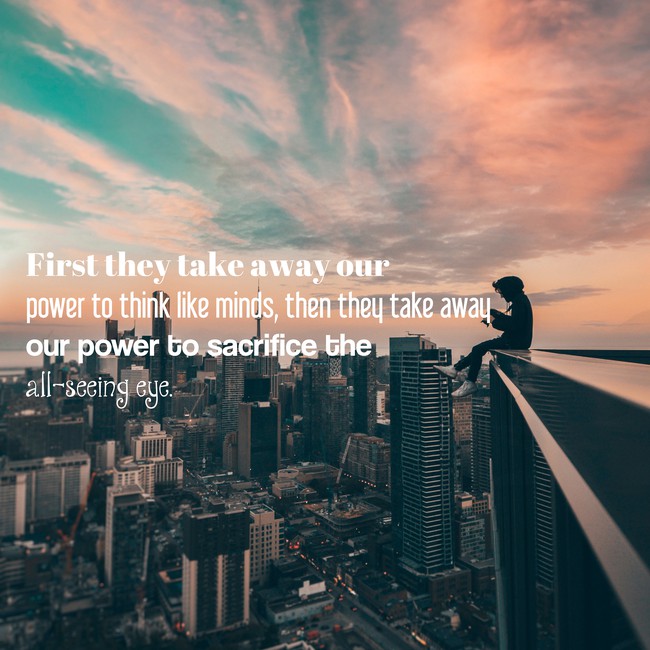 First they take away our
power to think like minds, then they take away
our power to sacrifice the
all-seeing eye.